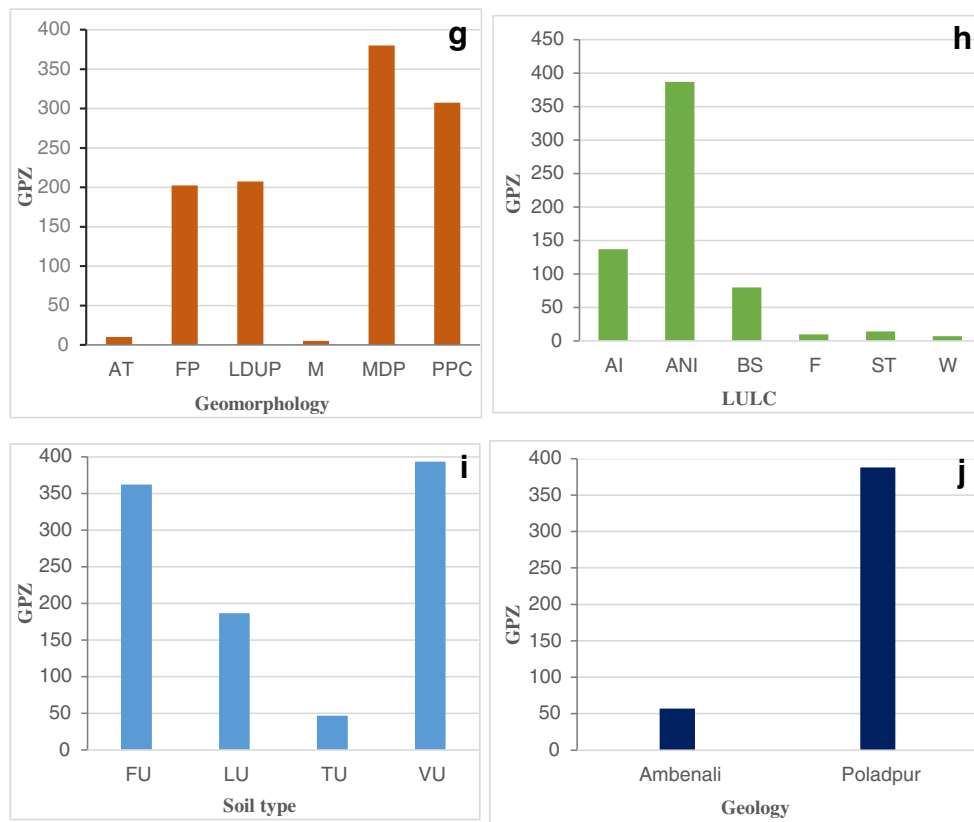 g
400
350
300
250
200
150
100
50
0
GPZ
AT FP LDUP M MDP PPC
Geomorphology
h
450
400
350
300
250
200
150
100
50
0
GPZ
AI ANI BS F ST W
LULC
i
400
350
300
250
200
150
100
50
0
GPZ
FU LU TU VU
Soil type
j
400
350
300
250
200
150
100
50
0
GPZ
Ambenali Poladpur
Geology